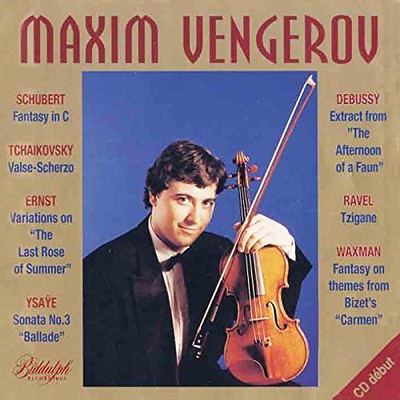 MAXIM VENGEROV
SCHUBERT
Fantasy in C
TCHAIKOVSKY
Valse-Scherzo
ERNST
Variations on
"The
Last Rose
of Summer"
YSAŸE
Sonata No.3
"Ballade"
DEBUSSY
Extract from
"The
Afternoon
of a Faun"
RAVEL
Tzigane
WAXMAN
Fantasy on
themes from
Bizet's
"Carmen"
Biddulph
RECORDINGS
CD début